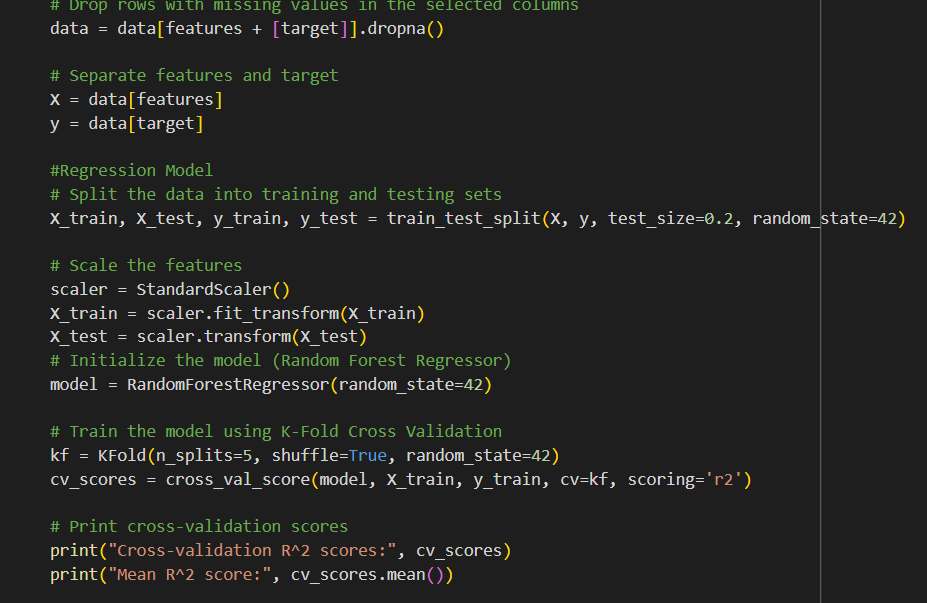 # Drop rows with missing values in the selected columns
data = data[features + [target]].dropna()
# Separate features and target
X = data[features]
y = data[target]
#Regression Model
# Split the data into training and testing sets
X_train, X_test, y_train, y_test = train_test_split(X, y, test_size=0.2, random_state=42)
# Scale the features
scaler = StandardScaler()
X_train = scaler.fit_transform(X_train)
X_test = scaler.transform(X_test)
# Initialize the model (Random Forest Regressor)
model = RandomForestRegressor(random_state=42)
# Train the model using K-Fold Cross Validation
kf = KFold(n_splits=5, shuffle=True, random_state=42)
cv_scores = cross_val_score(model, X_train, y_train, cv=kf, scoring='r2')
# Print cross-validation scores
print("Cross-validation R^2 scores:", cv_scores)
print("Mean R^2 score:", cv_scores.mean())